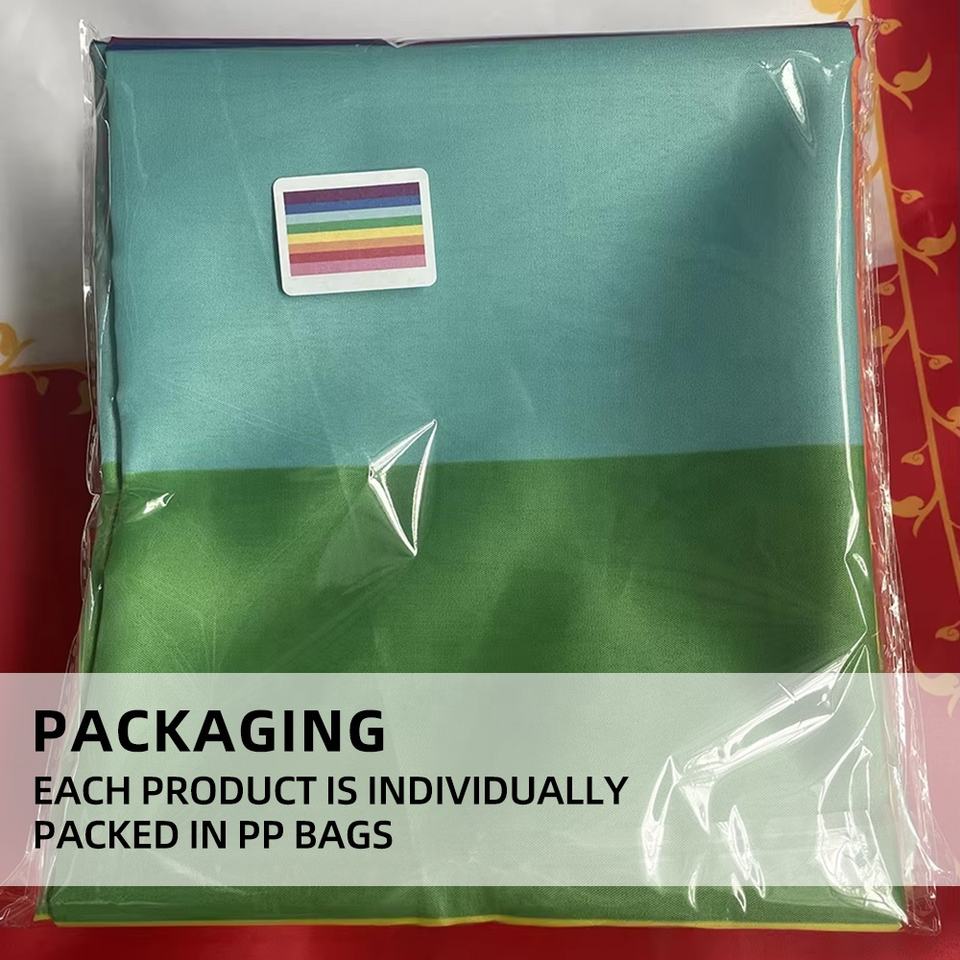 PACKAGING
EACH PRODUCT IS INDIVIDUALLY
PACKED IN PP BAGS